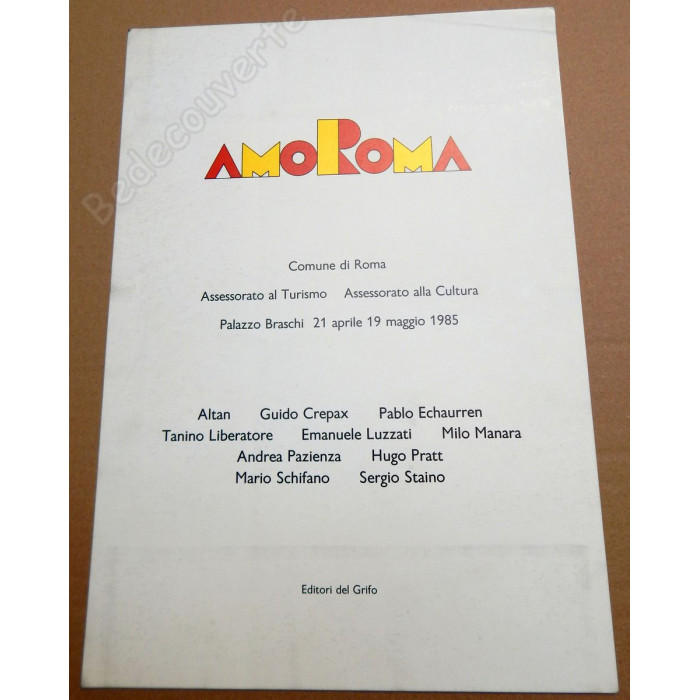 Bedecouverte
AMOROMA
Comune di Roma
Assessorato al Turismo Assessorato alla Cultura
Palazzo Braschi 21 aprile 19 maggio 1985
Altan Guido Crepax Pablo Echaurren
Tanino Liberatore Emanuele Luzzati Milo Manara
Andrea Pazienza Hugo Pratt
Mario Schifano Sergio Staino
Editori del Grifo